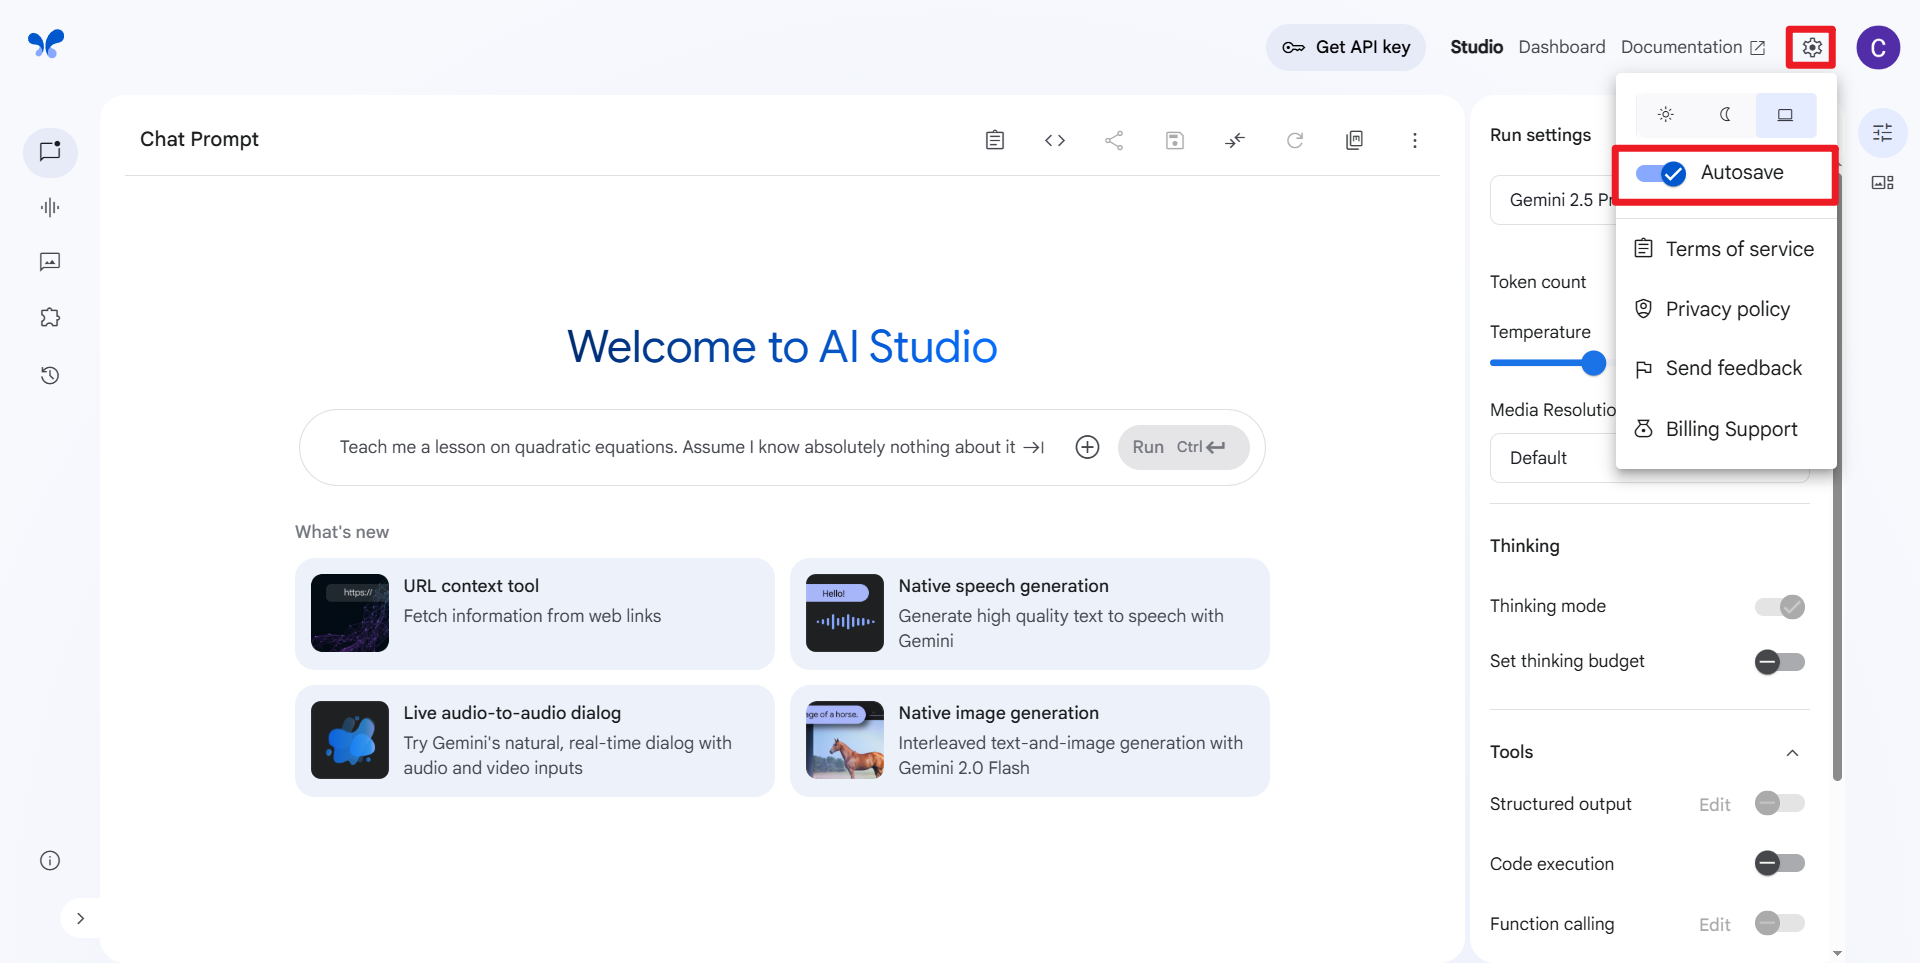 Get API key
Studio
Dashboard
Documentation
C
Chat Prompt
Run settings
Autosave
Gemini 2.5 Pr
Terms of service
Token count
Privacy policy
Temperature
Send feedback
Media Resolutio
Billing Support
Default
Welcome to AI Studio
Teach me a lesson on quadratic equations. Assume I know absolutely nothing about it
Run Ctrl
What's new
https://
URL context tool
Fetch information from web links
Hello!
Native speech generation
Generate high quality text to speech with
Gemini
Live audio-to-audio dialog
Try Gemini's natural, real-time dialog with
audio and video inputs
age of a horse.
Native image generation
Interleaved text-and-image generation with
Gemini 2.0 Flash
Thinking
Thinking mode
Set thinking budget
Tools
Structured output
Edit
Code execution
Function calling
Edit